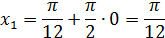 x₁ = π/12 + π/2 · 0 = π/12